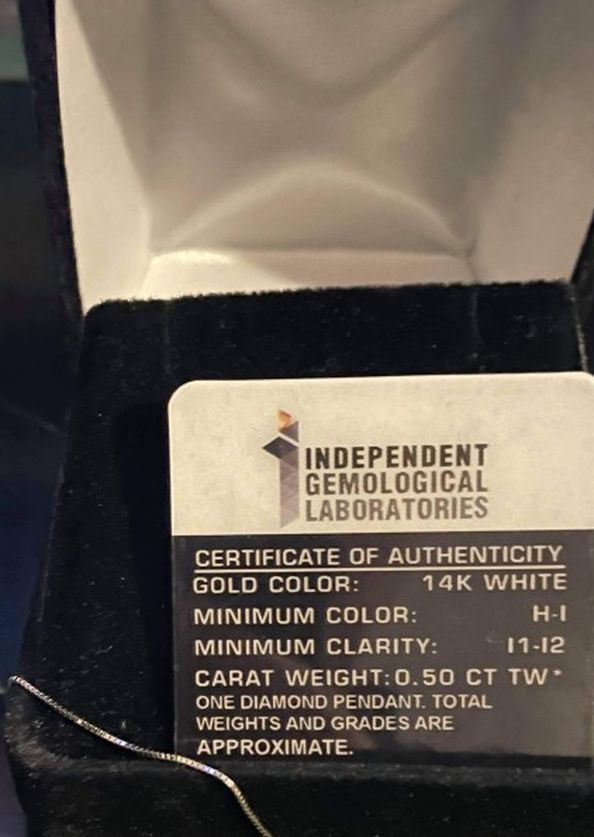 INDEPENDENT
GEMOLOGICAL
LABORATORIES
CERTIFICATE OF AUTHENTICITY
GOLD COLOR: 14K WHITE
MINIMUM COLOR: H-I
MINIMUM CLARITY: I1-I2
CARAT WEIGHT: 0.50 CT TW*
ONE DIAMOND PENDANT. TOTAL
WEIGHTS AND GRADES ARE
APPROXIMATE.